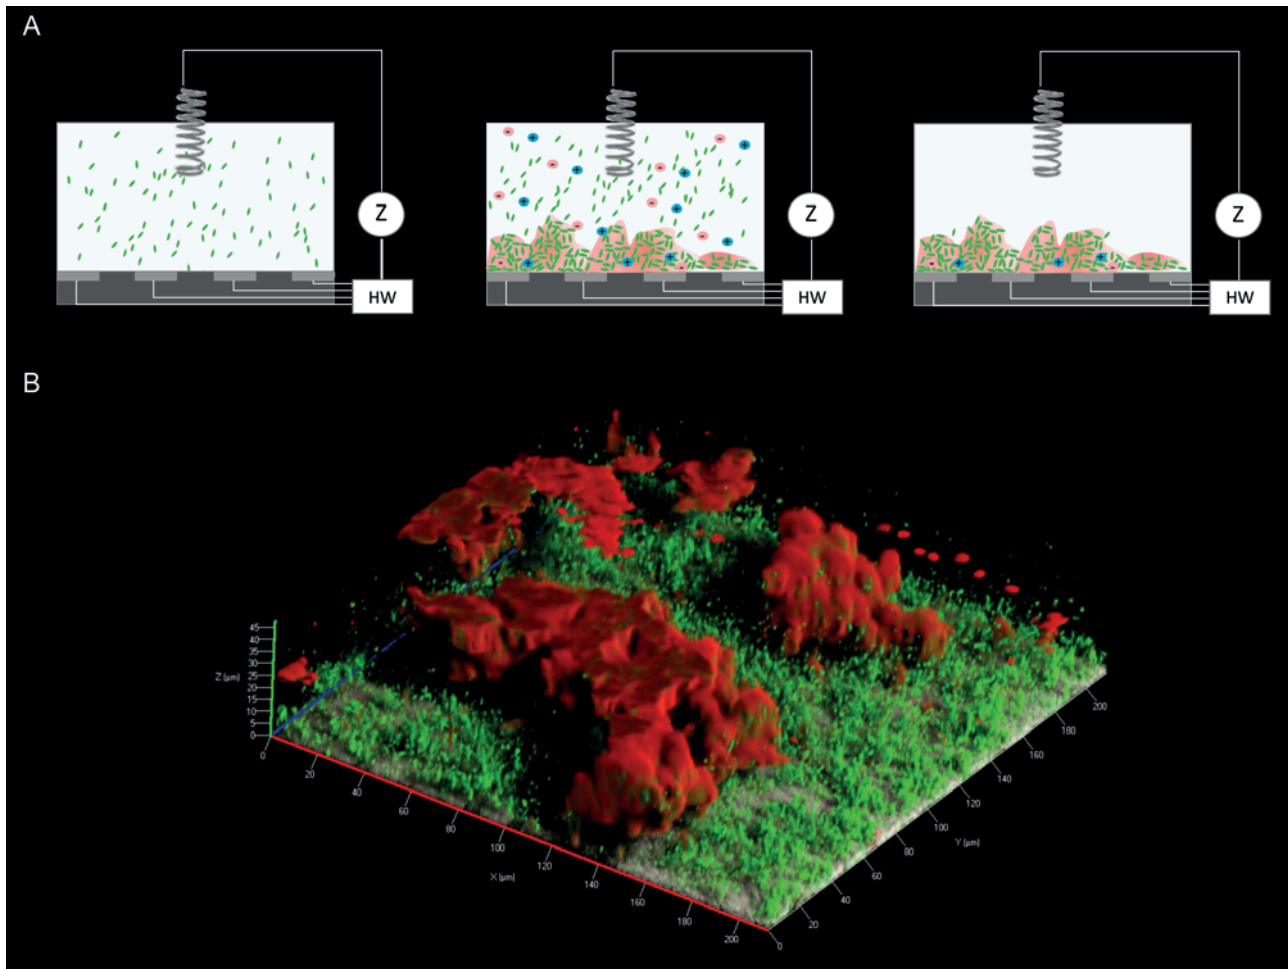 A
Z
HW
- + - + - + - + - + - + - + + + + -
Z
HW
- + + + -
Z
HW
B
45
40
35
30
25
20
15
10
5
0
Z (µm)
0 20 40 60 80 100 120 140 160 180 200
X (µm)
0 20 40 60 80 100 120 140 160 180 200
Y (µm)